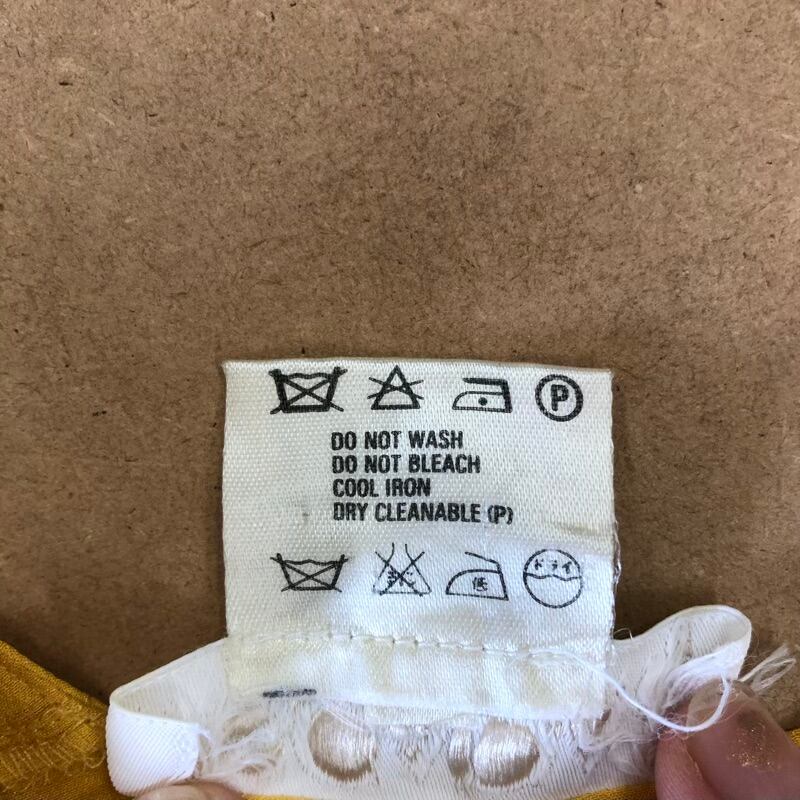 P
DO NOT WASH
DO NOT BLEACH
COOL IRON
DRY CLEANABLE (P)
低 ドライ